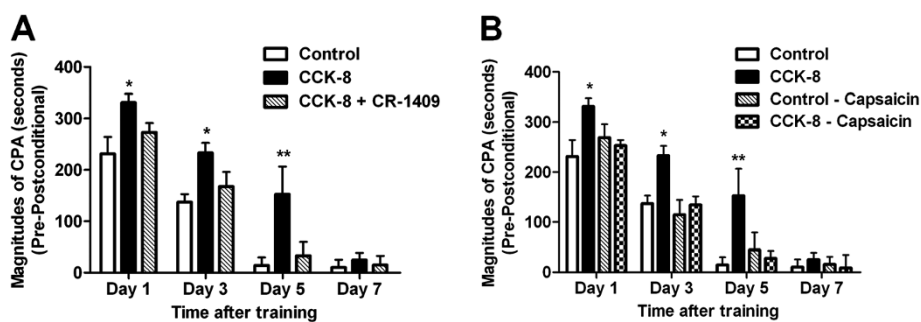 A
Control
CCK-8
CCK-8 + CR-1409
Magnitudes of CPA (seconds)
(Pre-Postconditional)
400
300
200
100
0
*
*
**
Day 1 Day 3 Day 5 Day 7
Time after training
B
Control
CCK-8
Control - Capsaicin
CCK-8 - Capsaicin
Magnitudes of CPA (seconds)
(Pre-Postconditional)
400
300
200
100
0
*
*
**
Day 1 Day 3 Day 5 Day 7
Time after training